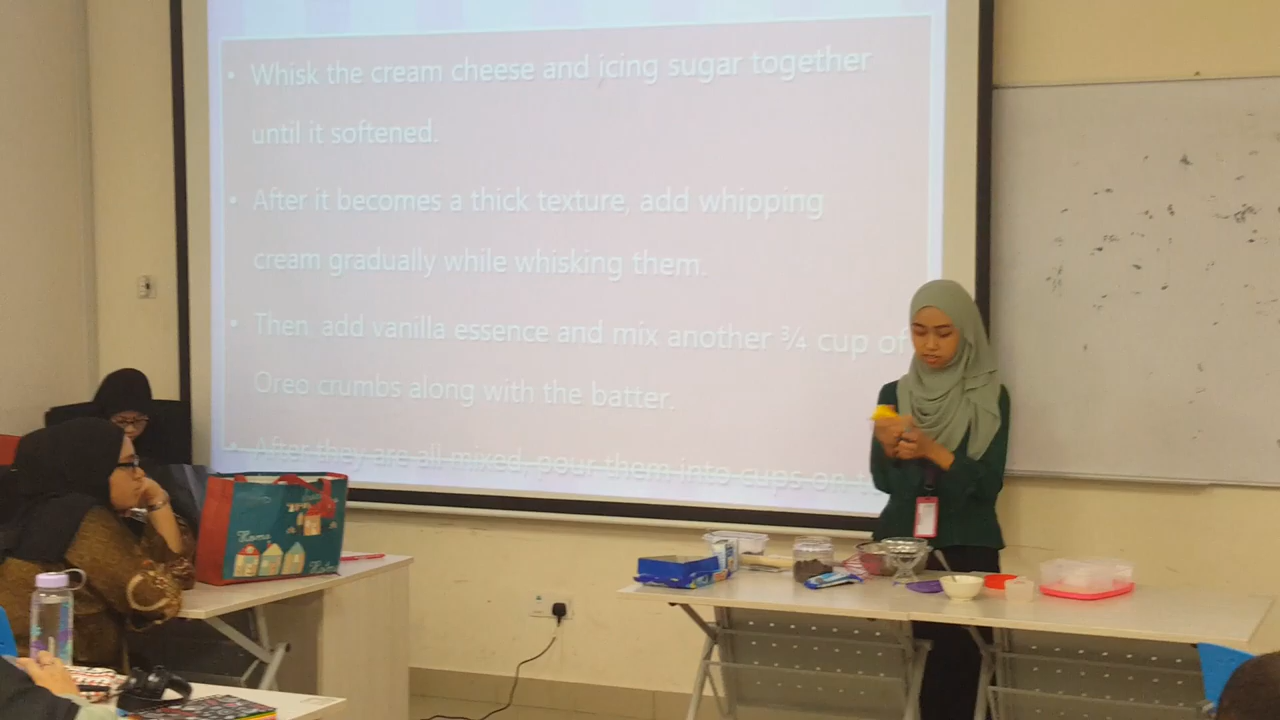 • Whisk the cream cheese and icing sugar together
until it softened.
• After it becomes a thick texture, add whipping
cream gradually while whisking them.
• Then, add vanilla essence and mix another ¾ cup of
Oreo crumbs along with the batter.
• After they are all mixed, pour them into cups on t
Home